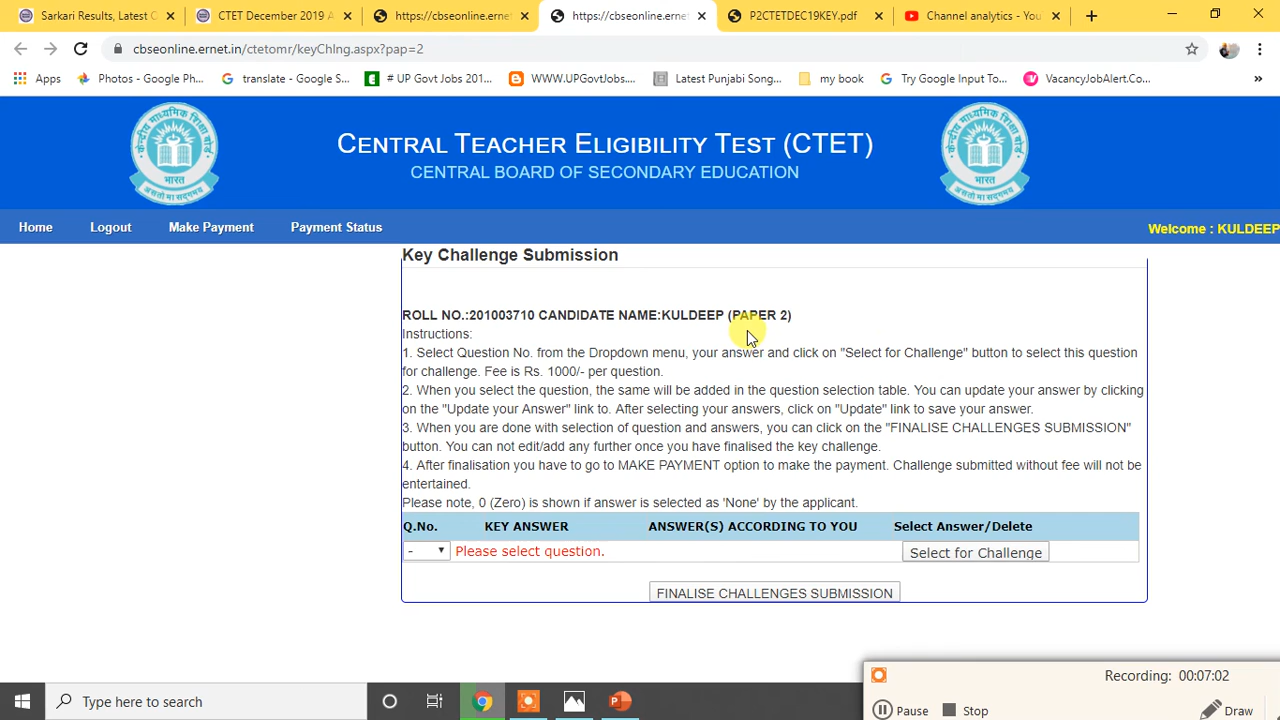 Sarkari Results, Latest C
CTET December 2019 A
https://cbseonline.ernet
https://cbseonline.ernet
P2CTETDEC19KEY.pdf
Channel analytics - You
cbseonline.ernet.in/ctetomr/keyChlng.aspx?pap=2
Apps
Photos - Google Ph...
translate - Google S...
# UP Govt Jobs 201...
WWW.UPGovtJobs....
Latest Punjabi Song...
my book
Try Google Input To...
VacancyJobAlert.Co...
CENTRAL TEACHER ELIGIBILITY TEST (CTET)
CENTRAL BOARD OF SECONDARY EDUCATION
Home Logout Make Payment Payment Status
Welcome : KULDEEP
Key Challenge Submission
ROLL NO.:201003710 CANDIDATE NAME:KULDEEP (PAPER 2)
Instructions:
1. Select Question No. from the Dropdown menu, your answer and click on "Select for Challenge" button to select this question
for challenge. Fee is Rs. 1000/- per question.
2. When you select the question, the same will be added in the question selection table. You can update your answer by clicking
on the "Update your Answer" link to. After selecting your answers, click on "Update" link to save your answer.
3. When you are done with selection of question and answers, you can click on the "FINALISE CHALLENGES SUBMISSION"
button. You can not edit/add any further once you have finalised the key challenge.
4. After finalisation you have to go to MAKE PAYMENT option to make the payment. Challenge submitted without fee will not be
entertained.
Please note, 0 (Zero) is shown if answer is selected as 'None' by the applicant.
Q.No. KEY ANSWER ANSWER(S) ACCORDING TO YOU Select Answer/Delete
- Please select question. Select for Challenge
FINALISE CHALLENGES SUBMISSION
Recording: 00:07:02
Type here to search
Pause Stop Draw